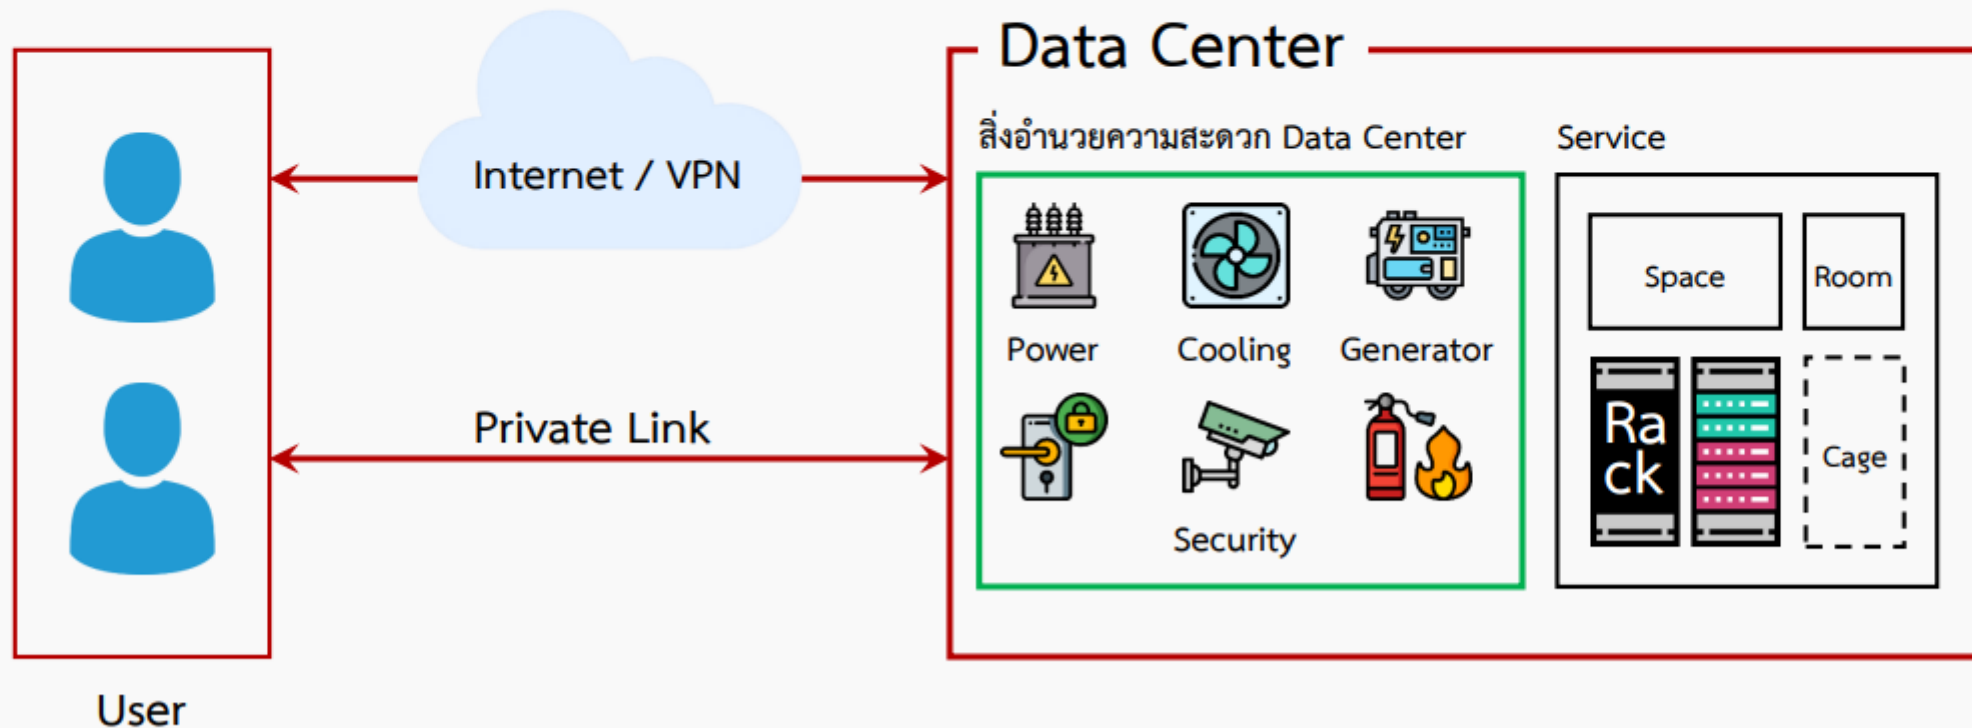 Data Center
สิ่งอำนวยความสะดวก Data Center
Service
Internet / VPN
Space
Room
Power
Cooling
Generator
Private Link
Ra
ck
Cage
Security
User